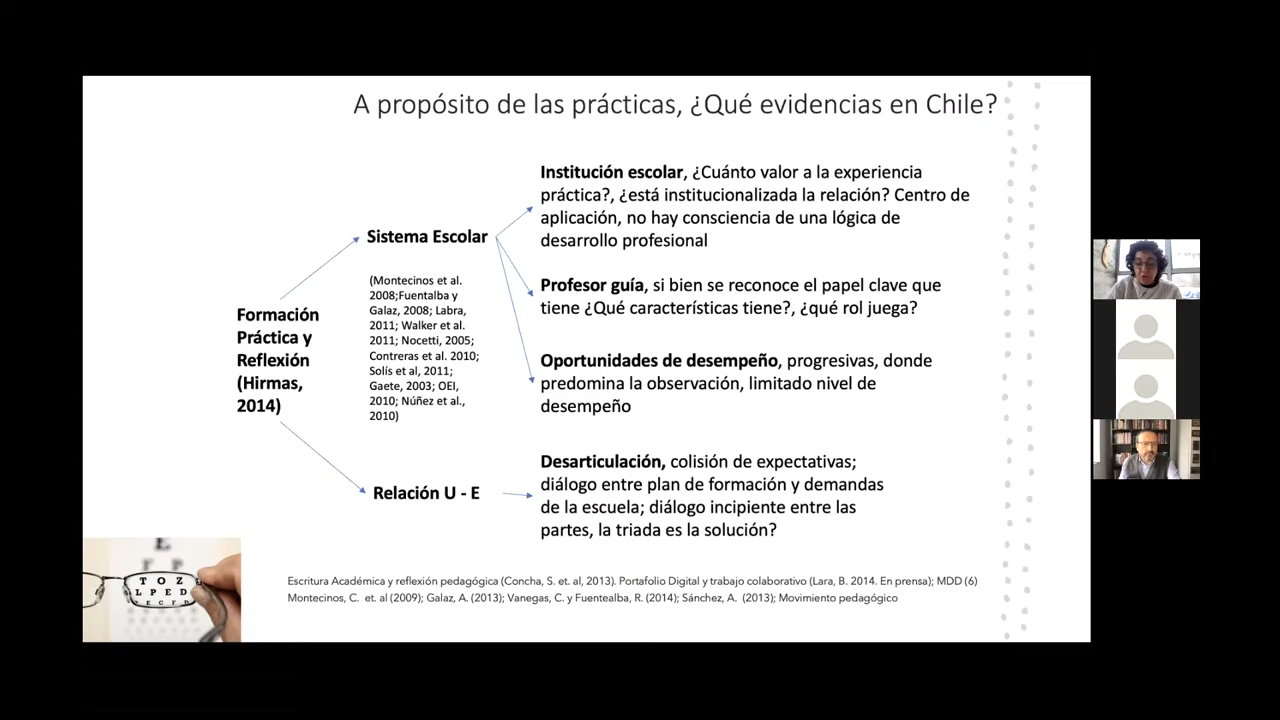 A propósito de las prácticas, ¿Qué evidencias en Chile?
Formación
Práctica y
Reflexión
(Hirmas,
2014)
Sistema Escolar
(Montecinos et al.
2008;Fuentalba y
Galaz, 2008; Labra,
2011; Walker et al.
2011; Nocetti, 2005;
Contreras et al. 2010;
Solís et al, 2011;
Gaete, 2003; OEI,
2010; Núñez et al.,
2010)
Relación U - E
Institución escolar, ¿Cuánto valor a la experiencia
práctica?, ¿está institucionalizada la relación? Centro de
aplicación, no hay consciencia de una lógica de
desarrollo profesional
Profesor guía, si bien se reconoce el papel clave que
tiene ¿Qué características tiene?, ¿qué rol juega?
Oportunidades de desempeño, progresivas, donde
predomina la observación, limitado nivel de
desempeño
Desarticulación, colisión de expectativas;
diálogo entre plan de formación y demandas
de la escuela; diálogo incipiente entre las
partes, la triada es la solución?
Escritura Académica y reflexión pedagógica (Concha, S. et. al, 2013). Portafolio Digital y trabajo colaborativo (Lara, B. 2014. En prensa); MDD (6)
Montecinos, C. et. al (2009); Galaz, A. (2013); Vanegas, C. y Fuentealba, R. (2014); Sánchez, A. (2013); Movimiento pedagógico
T O Z
L P E D